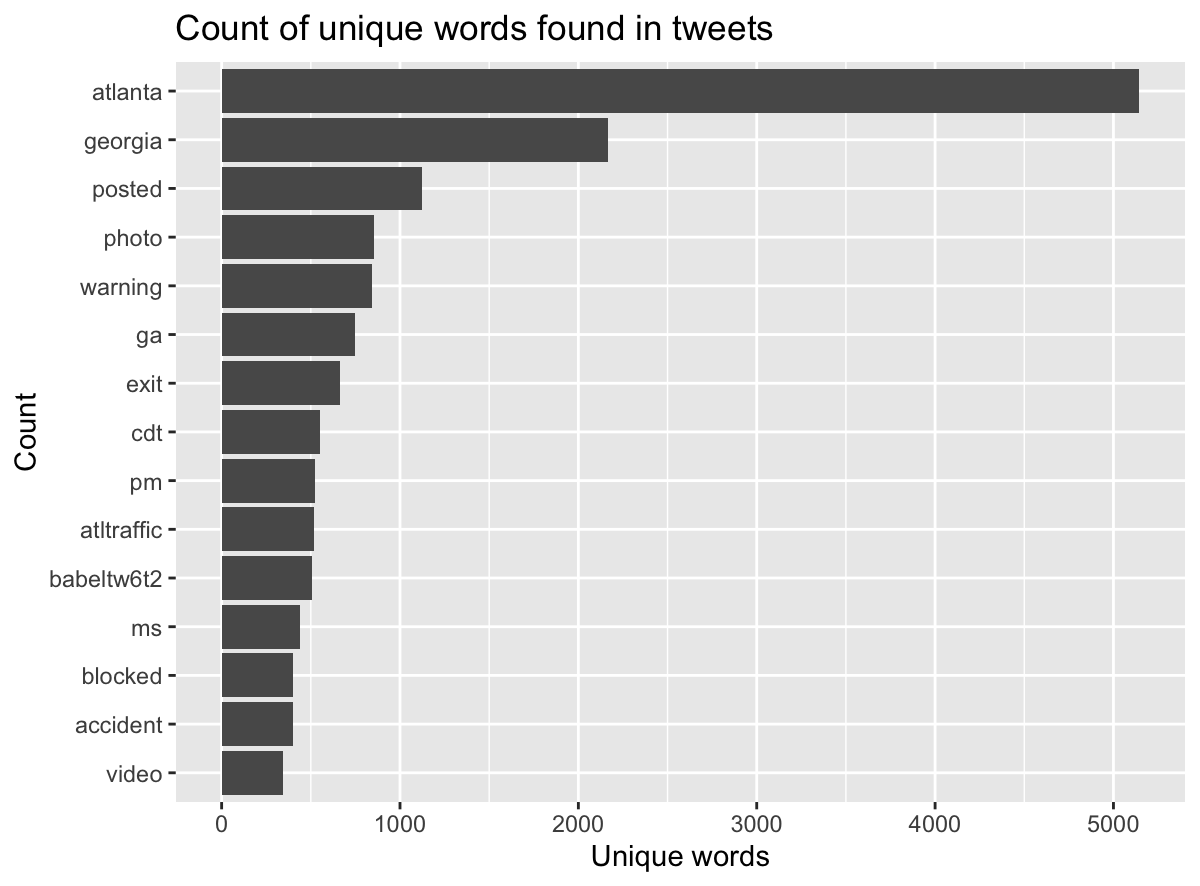 Count of unique words found in tweets
atlanta
georgia
posted
photo
warning
ga
exit
cdt
pm
atltraffic
babeltw6t2
ms
blocked
accident
video
Count
0 1000 2000 3000 4000 5000
Unique words